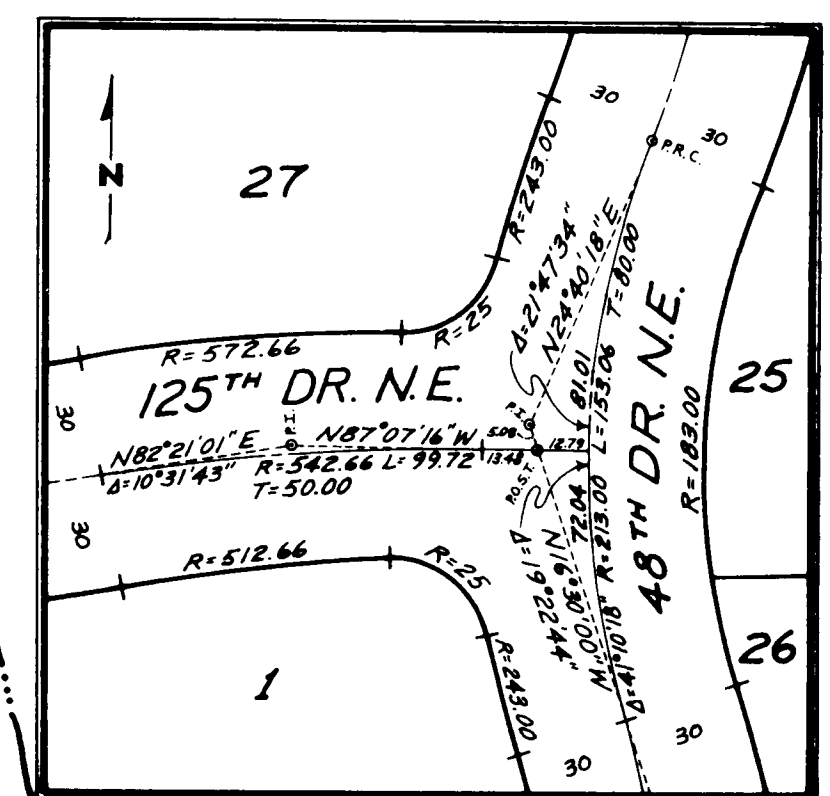 30
30
P.R.C.
N
27
R=243.00
Δ=21°47'34"
N24°40'18"E
T=80.00
R=25
R=572.66
125TH DR. N.E.
81.01
L=153.06
48TH DR. N.E.
25
30
P.I.
P.I.
5.08
N82°21'01"E
N87°07'16"W
12.79
R=183.00
Δ=10°31'43"
R=542.66 L=99.72
13.48
T=50.00
P.O.S.T.
72.04
R=213.00
30
R=512.66
R=25
Δ=19°22'44"
N16°30'00"W
Δ=41°10'18"
26
1
R=243.00
30
30